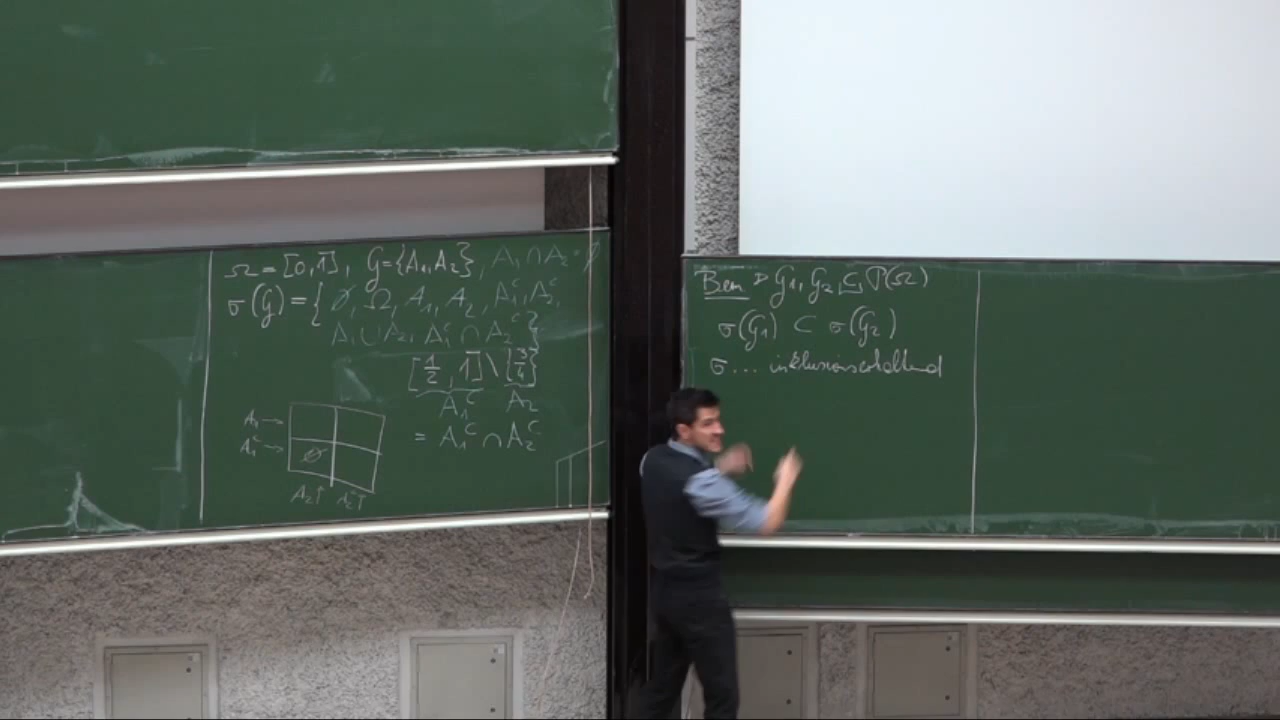 Ω = [0,1], G = {A₁, A₂}, A₁ ∩ A₂ = ∅
σ(G) = { ∅, Ω, A₁, A₂, A₁ᶜ, A₂ᶜ,
A₁ ∪ A₂, A₁ᶜ ∩ A₂ᶜ }
[1/2, 1] \ {3/4}
A₁ᶜ A₂
= A₁ᶜ ∩ A₂ᶜ
A₁ →
A₁ᶜ → ∅
A₂↑ A₂ᶜ↑
Bem G₁, G₂ ⊆ P(Ω)
σ(G₁) ⊂ σ(G₂)
σ ... inklusionserhaltend